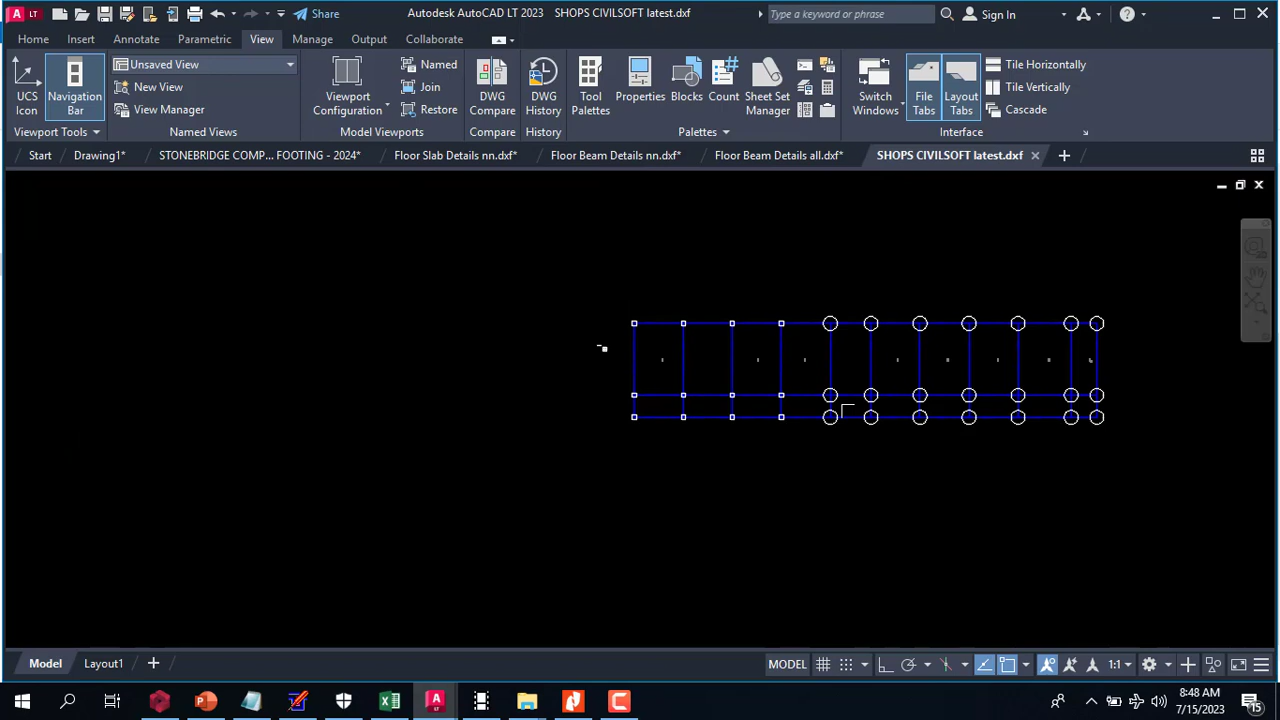 A LT Share Autodesk AutoCAD LT 2023 SHOPS CIVILSOFT latest.dxf Type a keyword or phrase Sign In
Home Insert Annotate Parametric View Manage Output Collaborate
UCS Icon
Navigation Bar
Viewport Tools
Unsaved View
New View
View Manager
Named Views
Viewport Configuration
Named
Join
Restore
Model Viewports
DWG Compare
Compare
DWG History
History
Tool Palettes
Properties
Blocks
Count
Sheet Set Manager
Palettes
Switch Windows
File Tabs
Layout Tabs
Tile Horizontally
Tile Vertically
Cascade
Interface
Start Drawing1* STONEBRIDGE COMP... FOOTING - 2024* Floor Slab Details nn.dxf* Floor Beam Details nn.dxf* Floor Beam Details all.dxf* SHOPS CIVILSOFT latest.dxf
Model Layout1 MODEL 1:1
8:48 AM
7/15/2023
15